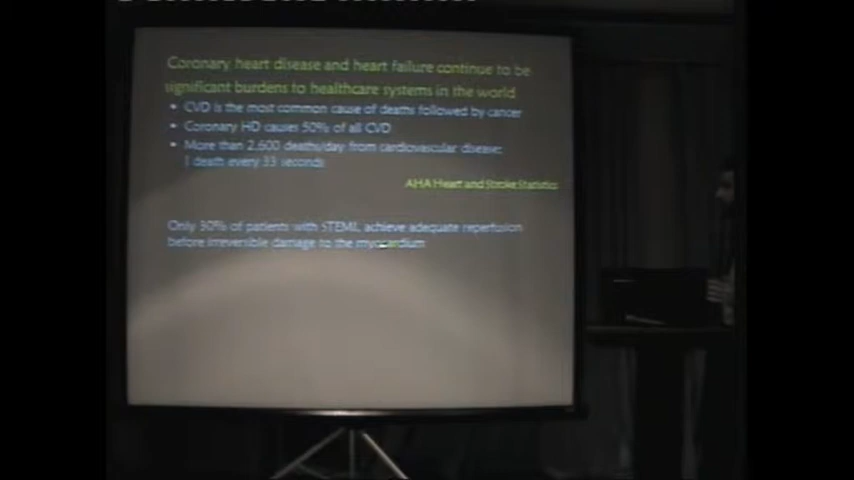 Coronary heart disease and heart failure continue to be
significant burdens to healthcare systems in the world
• CVD is the most common cause of deaths followed by cancer
• Coronary HD causes 50% of all CVD
• More than 2,600 deaths/day from cardiovascular disease:
1 death every 33 seconds
AHA Heart and Stroke Statistics
Only 30% of patients with STEMI, achieve adequate reperfusion
before irreversible damage to the myocardium